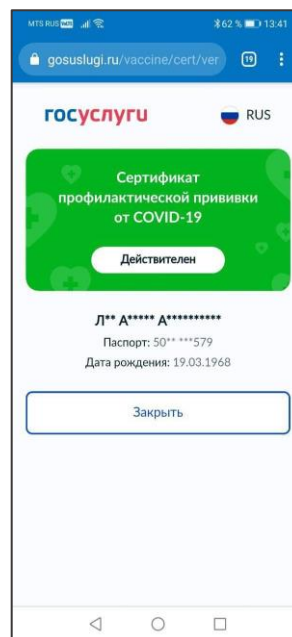 MTS RUS 62 % 13:41
gosuslugi.ru/vaccine/cert/ver 19
госуслуги RUS
Сертификат
профилактической прививки
от COVID-19
Действителен
Л** А***** А**********
Паспорт: 50** ***579
Дата рождения: 19.03.1968
Закрыть